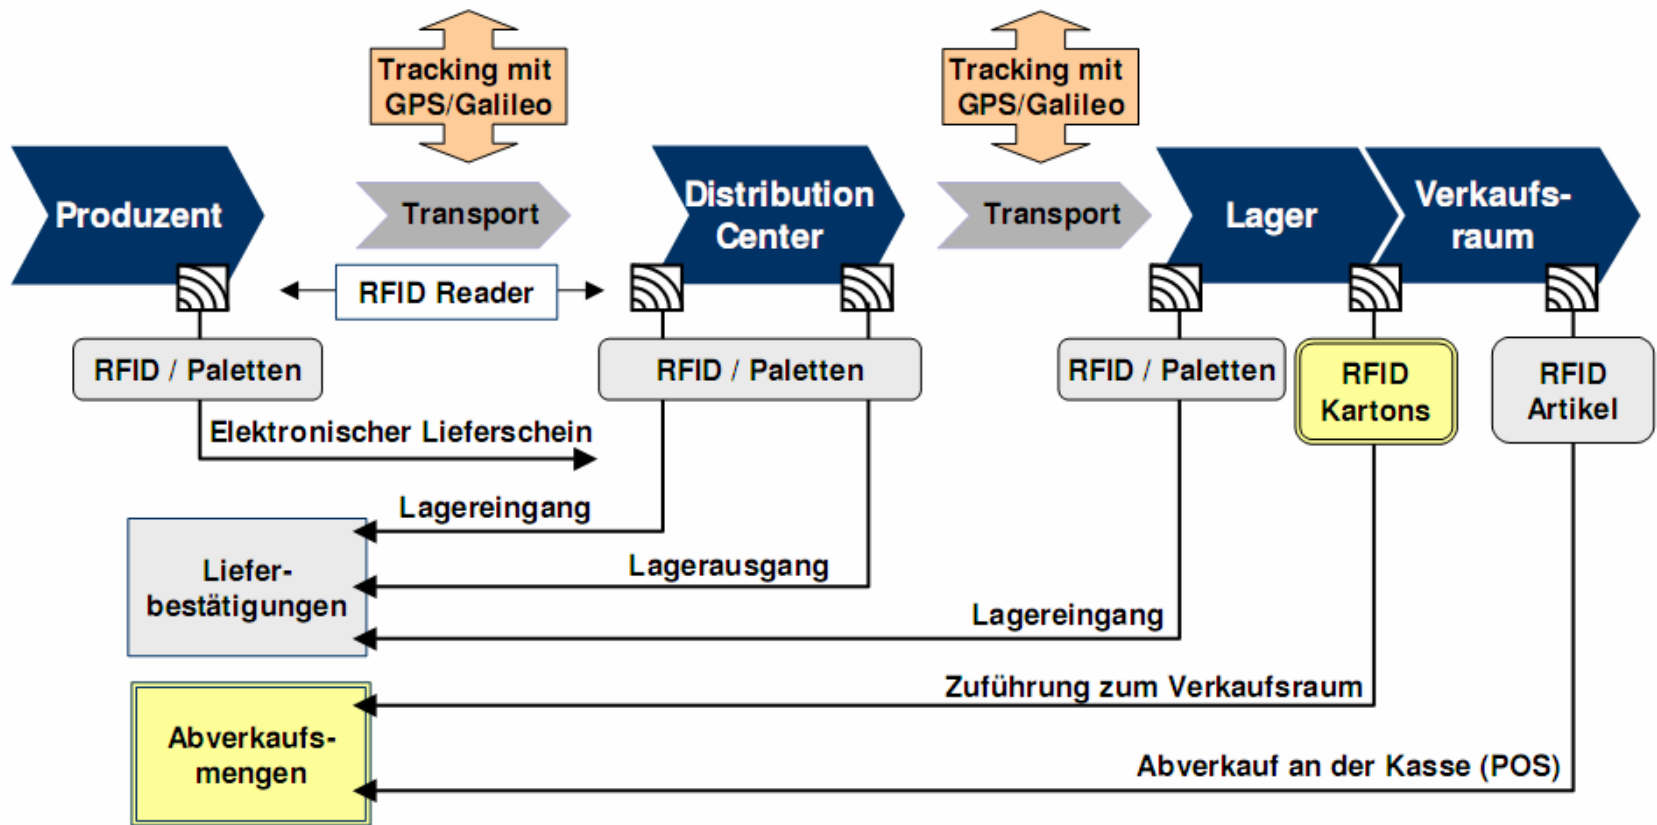 Tracking mit
GPS/Galileo
Tracking mit
GPS/Galileo
Produzent
Transport
Distribution
Center
Transport
Lager
Verkaufs-
raum
RFID Reader
RFID / Paletten
RFID / Paletten
RFID / Paletten
RFID
Kartons
RFID
Artikel
Elektronischer Lieferschein
Lagereingang
Liefer-
bestätigungen
Lagerausgang
Lagereingang
Zuführung zum Verkaufsraum
Abverkaufs-
mengen
Abverkauf an der Kasse (POS)